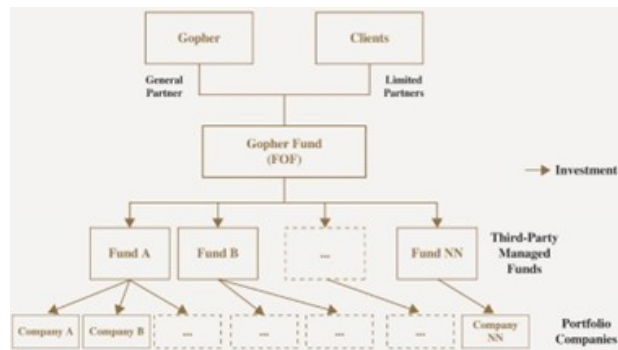 Gopher
Clients
General
Partner
Limited
Partners
Gopher Fund
(FOF)
Investment
Fund A
Fund B
...
Fund NN
Third-Party
Managed
Funds
Company A
Company B
...
...
...
...
Company
NN
Portfolio
Companies